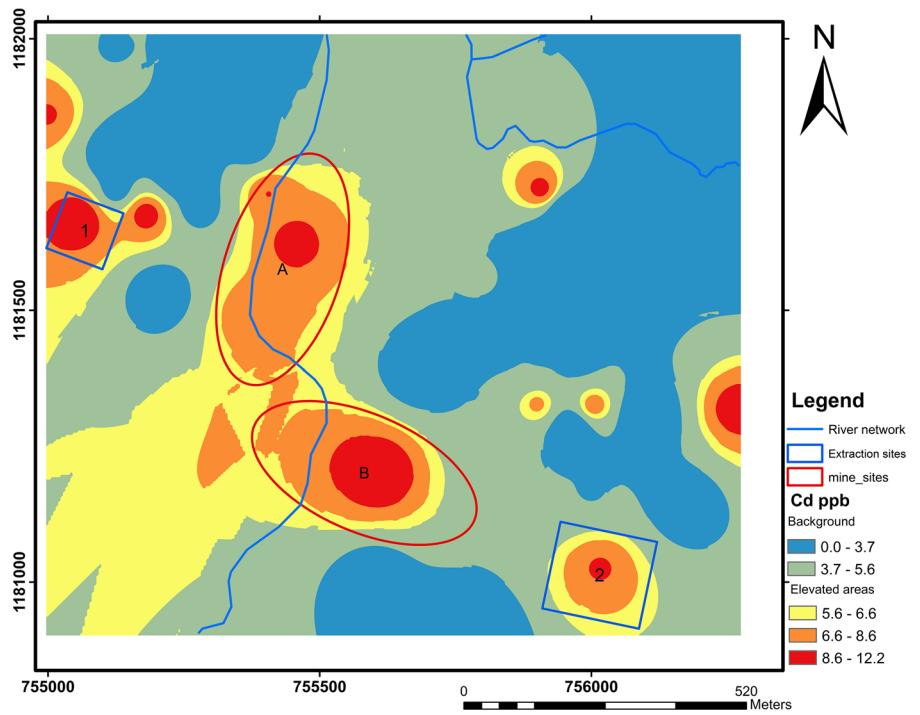 1182000
N
1
A
1181500
B
2
1181000
755000
755500
756000
Legend
River network
Extraction sites
mine_sites
Cd ppb
Background
0.0 - 3.7
3.7 - 5.6
Elevated areas
5.6 - 6.6
6.6 - 8.6
8.6 - 12.2
0 520
Meters